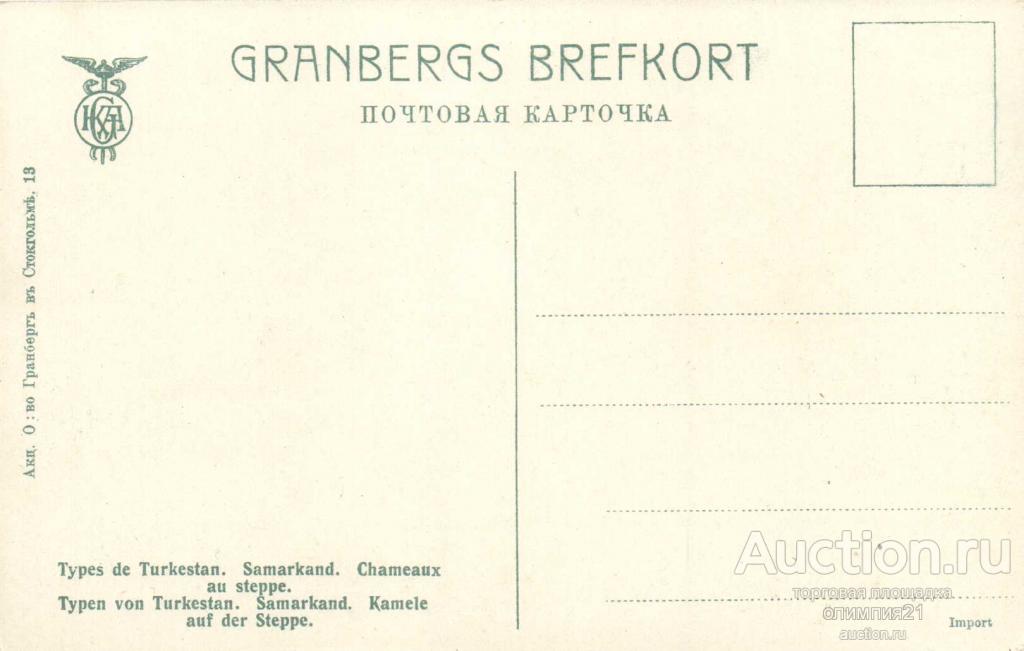 GRANBERGS BREFKORT
ПОЧТОВАЯ КАРТОЧКА
Акц. О:во Гранбергъ въ Стокгольмѣ. 13
Types de Turkestan. Samarkand. Chameaux
au steppe.
Typen von Turkestan. Samarkand. Kamele
auf der Steppe.
Auction.ru
торговая площадка
олимпия21
auction.ru
Import